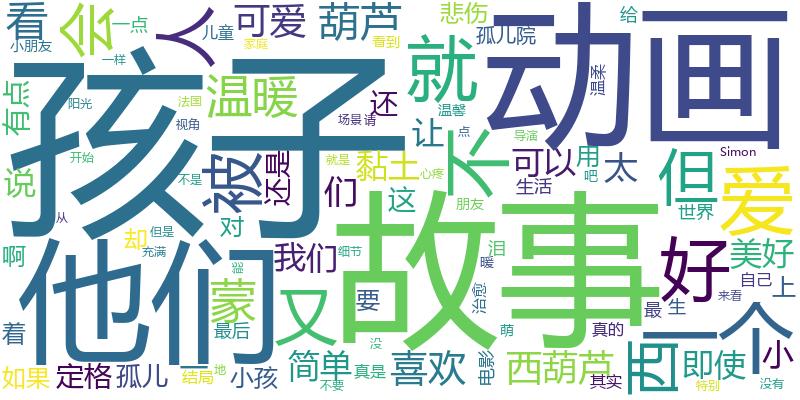 看 会 人 可爱 葫芦 悲伤 给 动画
小朋友 一点 儿童 孤儿院
一样 家庭 看到 就
孩子 温暖 还 温馨 温柔
有点 阳光 法国 场景 请 点
视角 让 不 导演
开始 被 还是 就是 黏土 心疼 可以 用 太 Simon
说 不是 们 吧 但 爱
从 对 这 朋友 生活 世界
他们 但是 却 我们 细节 故事 泪 好 美好
啊 充满 能 暖 自己
蒙 又 要 治愈 来看 上
着 最后 没 萌 最 生 一个
真的
如果 定格 孤儿 结局 地 小孩 简单 真是 喜欢 电影 西葫芦 西 即使 小
不要 其实 特别 没有